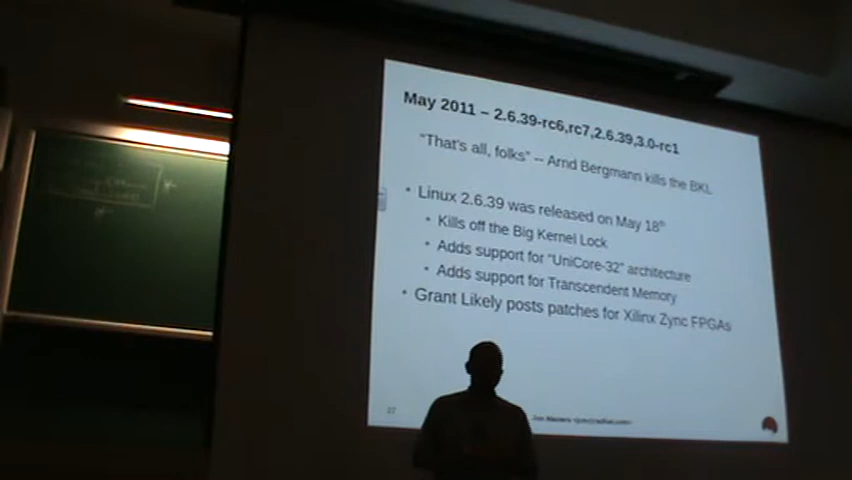 May 2011 – 2.6.39-rc6,rc7,2.6.39,3.0-rc1
"That's all, folks" -- Arnd Bergmann kills the BKL
• Linux 2.6.39 was released on May 18th
• Kills off the Big Kernel Lock
• Adds support for "UniCore-32" architecture
• Adds support for Transcendent Memory
• Grant Likely posts patches for Xilinx Zync FPGAs
Jon Masters